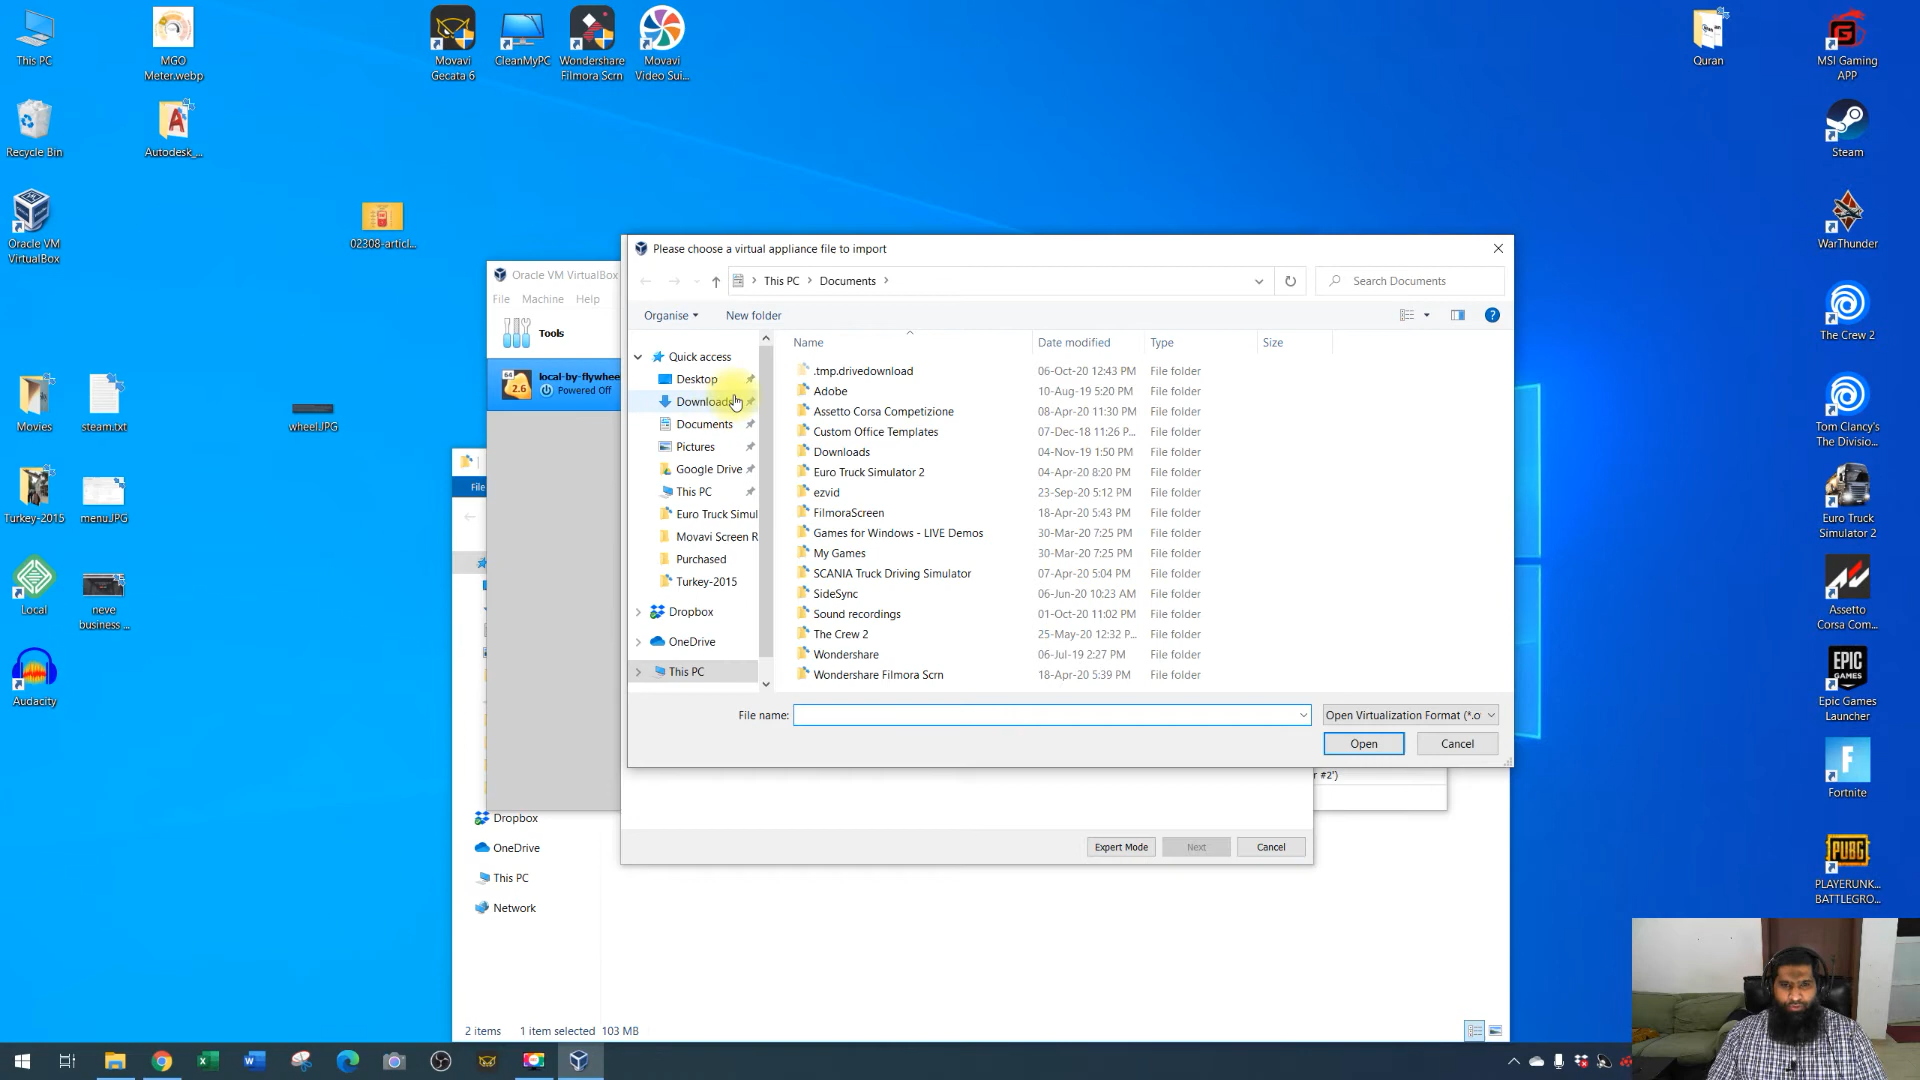 This PC
MGO
Meter.webp
Movavi
Gecata 6
CleanMyPC
Wondershare
Filmora Scrn
Movavi
Video Sui...
Quran
MSI Gaming
APP
Recycle Bin
Autodesk_...
Steam
Oracle VM
VirtualBox
02308-articl...
WarThunder
Movies
steam.txt
wheel.JPG
The Crew 2
Turkey-2015
menu.JPG
Tom Clancy's
The Divisio...
Local
neve
business ...
Euro Truck
Simulator 2
Audacity
Assetto
Corsa Com...
EPIC
GAMES
Epic Games
Launcher
Fortnite
PUBG
PLAYERUNK...
BATTLEGRO...
Oracle VM VirtualBox
File Machine Help
Tools
64
2.6
local-by-flywhee
Powered Off
File
Please choose a virtual appliance file to import
This PC > Documents >
Search Documents
Organise
New folder
Name Date modified Type Size
Quick access
Desktop
Downloads
Documents
Pictures
Google Drive
This PC
Euro Truck Simul
Movavi Screen R
Purchased
Turkey-2015
Dropbox
OneDrive
This PC
.tmp.drivedownload 06-Oct-20 12:43 PM File folder
Adobe 10-Aug-19 5:20 PM File folder
Assetto Corsa Competizione 08-Apr-20 11:30 PM File folder
Custom Office Templates 07-Dec-18 11:26 P... File folder
Downloads 04-Nov-19 1:50 PM File folder
Euro Truck Simulator 2 04-Apr-20 8:20 PM File folder
ezvid 23-Sep-20 5:12 PM File folder
FilmoraScreen 18-Apr-20 5:43 PM File folder
Games for Windows - LIVE Demos 30-Mar-20 7:25 PM File folder
My Games 30-Mar-20 7:25 PM File folder
SCANIA Truck Driving Simulator 07-Apr-20 5:04 PM File folder
SideSync 06-Jun-20 10:23 AM File folder
Sound recordings 01-Oct-20 11:02 PM File folder
The Crew 2 25-May-20 12:32 P... File folder
Wondershare 06-Jul-19 2:27 PM File folder
Wondershare Filmora Scrn 18-Apr-20 5:39 PM File folder
File name:
Open Virtualization Format (*.o
Open
Cancel
r #2')
Expert Mode
Next
Cancel
Dropbox
OneDrive
This PC
Network
2 items 1 item selected 103 MB